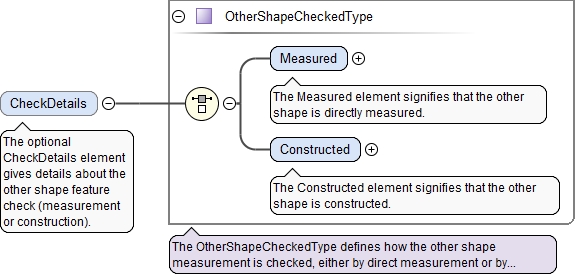 OtherShapeCheckedType
Measured
The Measured element signifies that the other
shape is directly measured.
CheckDetails
The optional
CheckDetails element
gives details about the
other shape feature
check (measurement
or construction).
Constructed
The Constructed element signifies that the other
shape is constructed.
The OtherShapeCheckedType defines how the other shape
measurement is checked, either by direct measurement or by...